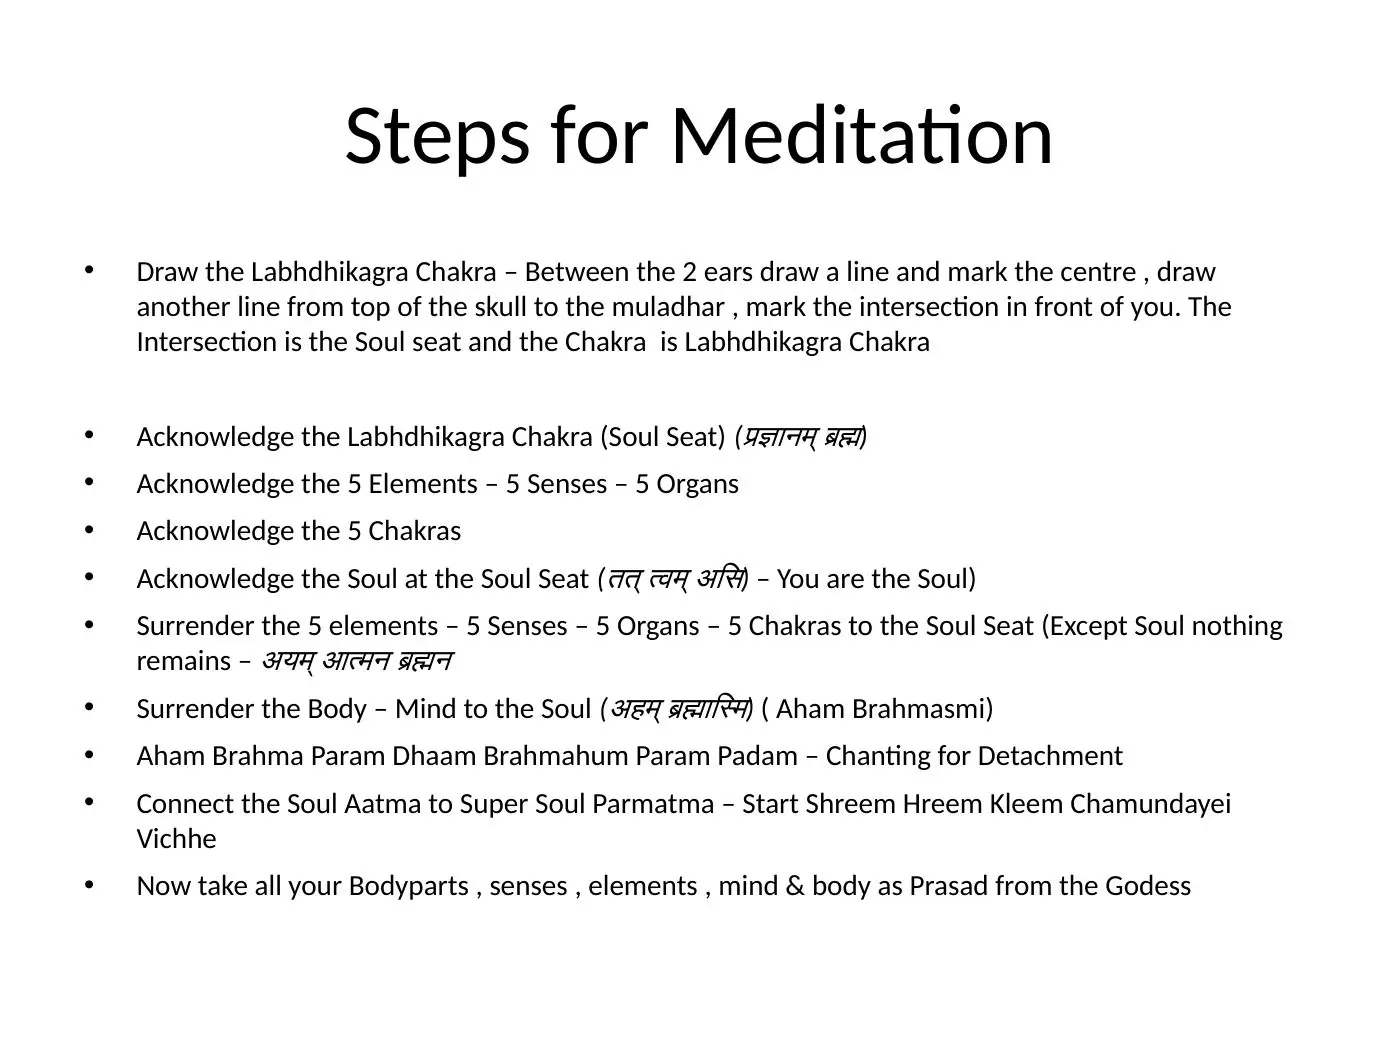 Steps for Meditation
• Draw the Labhdhikagra Chakra – Between the 2 ears draw a line and mark the centre , draw
another line from top of the skull to the muladhar , mark the intersection in front of you. The
Intersection is the Soul seat and the Chakra  is Labhdhikagra Chakra
• Acknowledge the Labhdhikagra Chakra (Soul Seat) (प्रज्ञानम् ब्रह्म)
• Acknowledge the 5 Elements – 5 Senses – 5 Organs
• Acknowledge the 5 Chakras
• Acknowledge the Soul at the Soul Seat (तत् त्वम् असि) – You are the Soul)
• Surrender the 5 elements – 5 Senses – 5 Organs – 5 Chakras to the Soul Seat (Except Soul nothing
remains – अयम् आत्मन ब्रह्मन
• Surrender the Body – Mind to the Soul (अहम् ब्रह्मास्मि) ( Aham Brahmasmi)
• Aham Brahma Param Dhaam Brahmahum Param Padam – Chanting for Detachment
• Connect the Soul Aatma to Super Soul Parmatma – Start Shreem Hreem Kleem Chamundayei
Vichhe
• Now take all your Bodyparts , senses , elements , mind & body as Prasad from the Godess